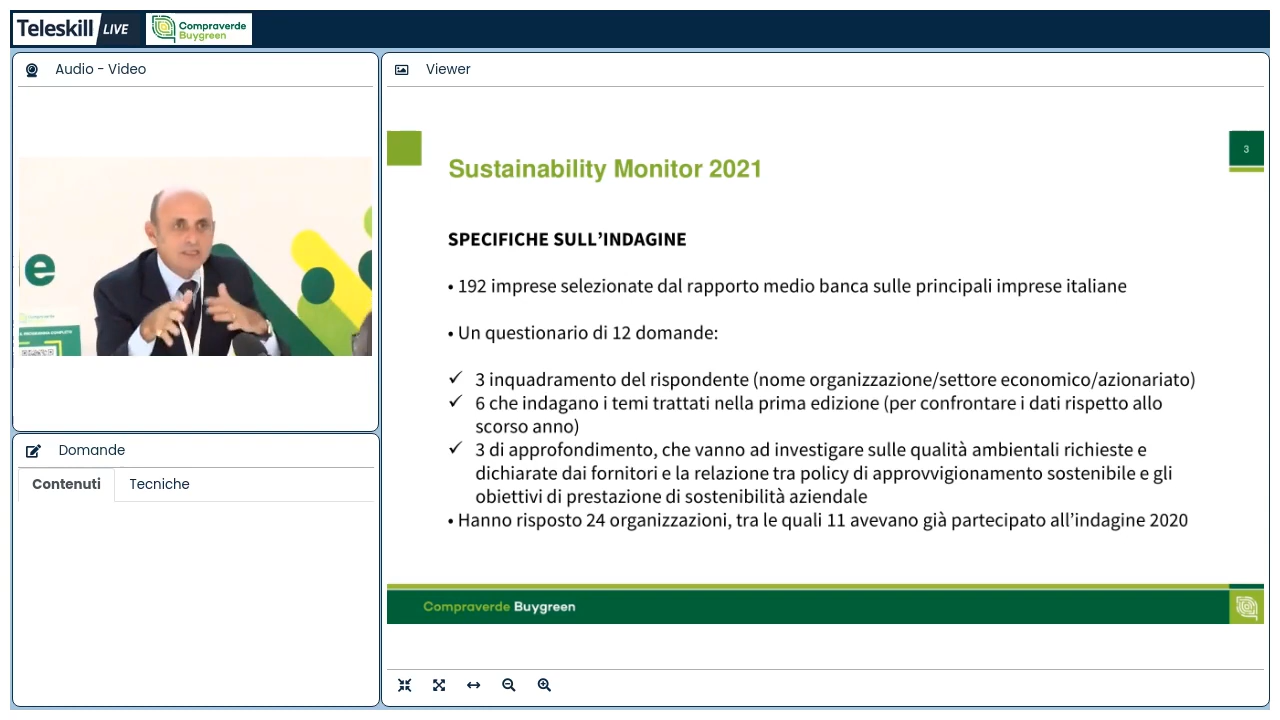 Teleskill LIVE
Compraverde
Buygreen
Audio - Video
Viewer
e
Sustainability Monitor 2021
3
SPECIFICHE SULL'INDAGINE
• 192 imprese selezionate dal rapporto medio banca sulle principali imprese italiane
• Un questionario di 12 domande:
✓ 3 inquadramento del rispondente (nome organizzazione/settore economico/azionariato)
✓ 6 che indagano i temi trattati nella prima edizione (per confrontare i dati rispetto allo
scorso anno)
✓ 3 di approfondimento, che vanno ad investigare sulle qualità ambientali richieste e
dichiarate dai fornitori e la relazione tra policy di approvvigionamento sostenibile e gli
obiettivi di prestazione di sostenibilità aziendale
• Hanno risposto 24 organizzazioni, tra le quali 11 avevano già partecipato all'indagine 2020
Compraverde Buygreen
Domande
Contenuti
Tecniche